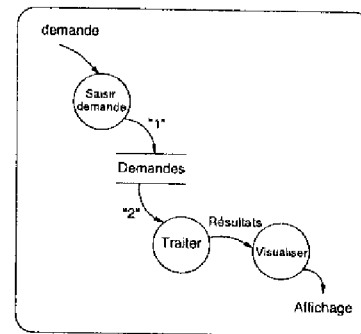 demande
Saisir
demande
"1"
Demandes
"2"
Traiter
Résultats
Visualiser
Affichage